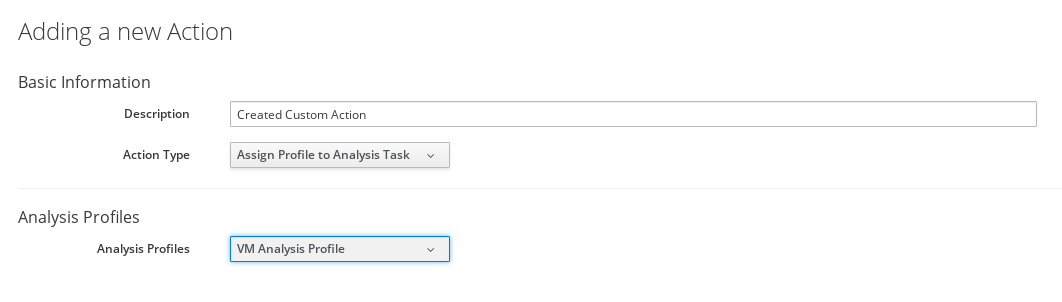 Adding a new Action
Basic Information
Description Created Custom Action
Action Type Assign Profile to Analysis Task
Analysis Profiles
Analysis Profiles VM Analysis Profile